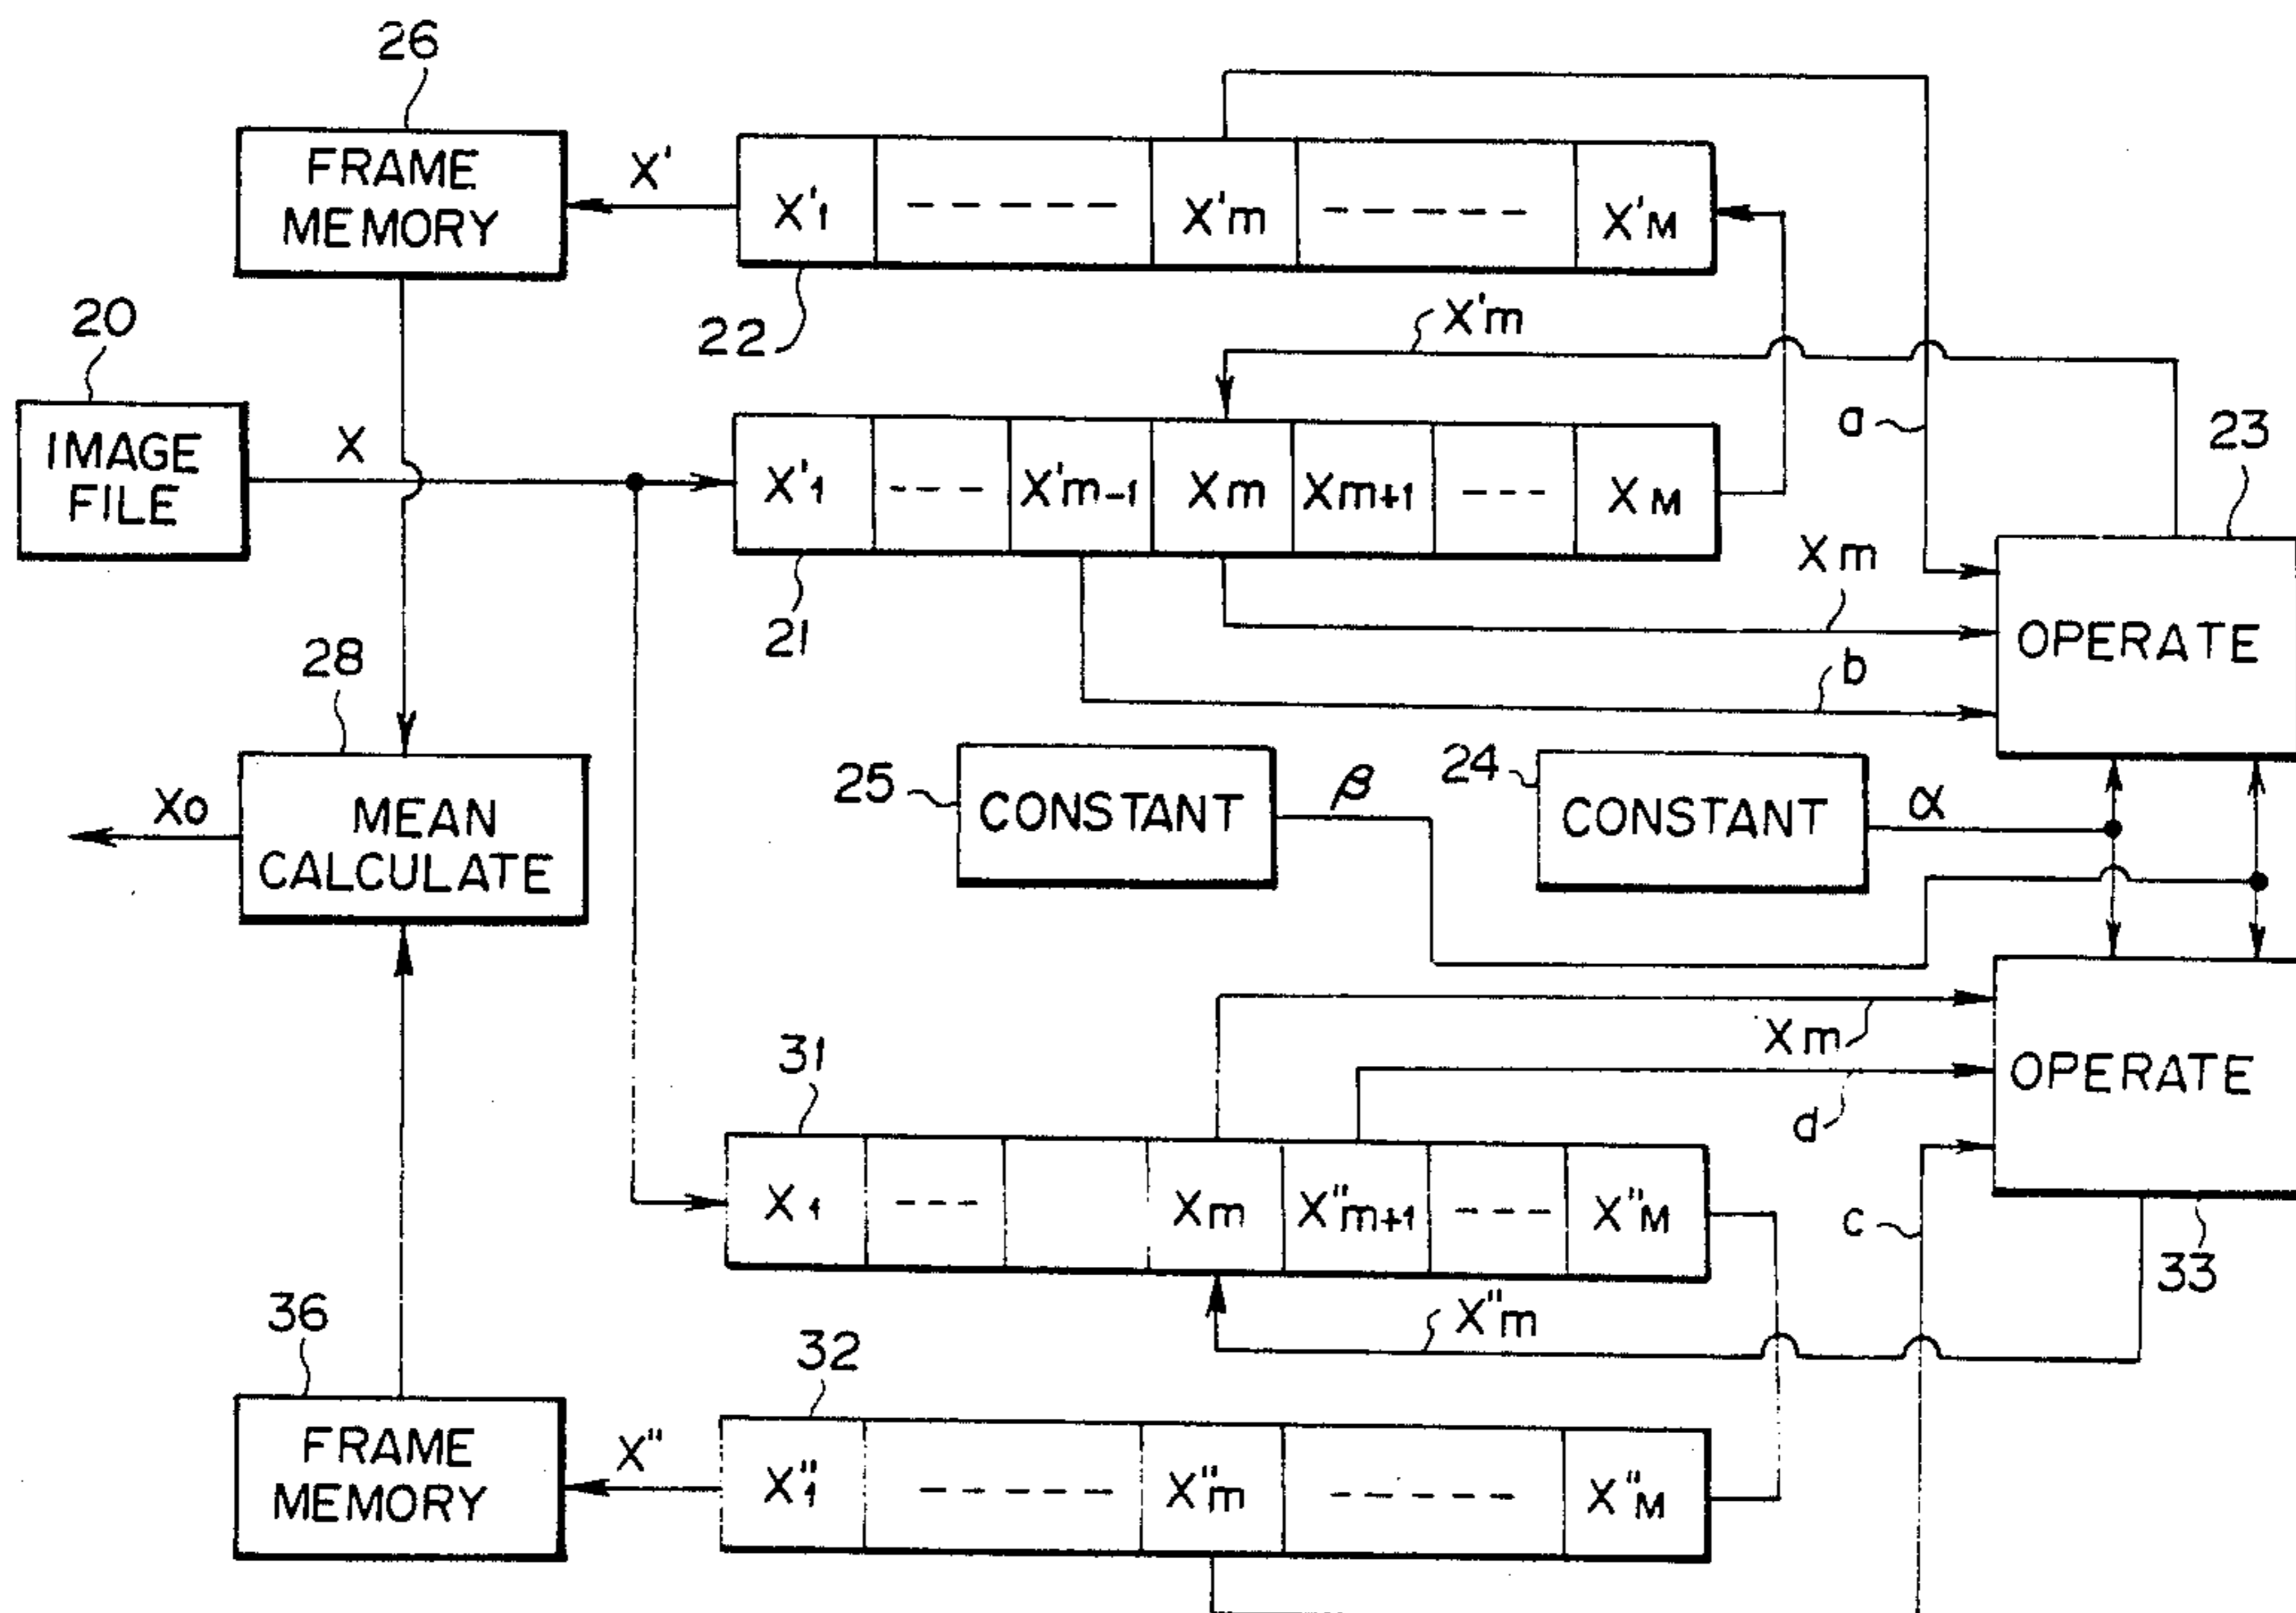 26
FRAME
MEMORY
X'
X'1 ----- X'm ----- X'M
22
X'm
20
IMAGE
FILE
X
X'1 --- X'm-1 Xm Xm+1 --- XM
21
a
23
Xm
OPERATE
b
28
MEAN
CALCULATE
Xo
25
CONSTANT
β
24
CONSTANT
α
Xm
d
OPERATE
33
c
31
X1 --- Xm X"m+1 --- X"M
X"m
36
FRAME
MEMORY
X"
32
X"1 ----- X"m ----- X"M